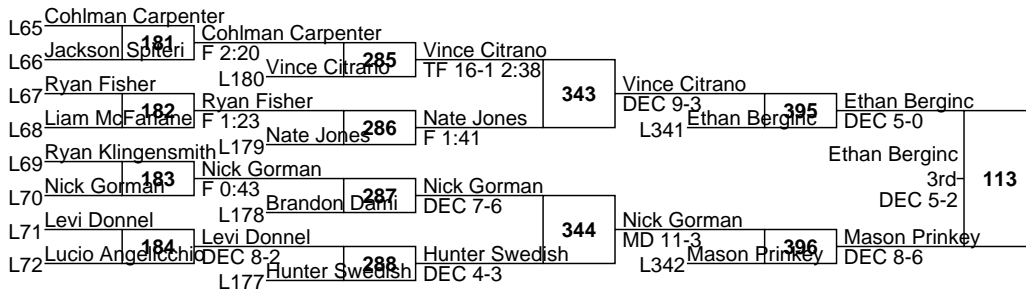 L65 Cohlman Carpenter
181 Cohlman Carpenter
L66 Jackson Spiteri F 2:20
285 Vince Citrano
L180 Vince Citrano TF 16-1 2:38
L67 Ryan Fisher
343 Vince Citrano
182 Ryan Fisher DEC 9-3
L68 Liam McFarlane F 1:23
286 Nate Jones
L179 Nate Jones F 1:41
L341 Ethan Berginc
395 Ethan Berginc
DEC 5-0
L69 Ryan Klingensmith
183 Nick Gorman
L70 Nick Gorman F 0:43
287 Nick Gorman
L178 Brandon Dami DEC 7-6
Ethan Berginc
3rd
113
DEC 5-2
L71 Levi Donnel
344 Nick Gorman
184 Levi Donnel MD 11-3
L72 Lucio Angelicchio DEC 8-2
288 Hunter Swedish
L177 Hunter Swedish DEC 4-3
L342 Mason Prinkey
396 Mason Prinkey
DEC 8-6